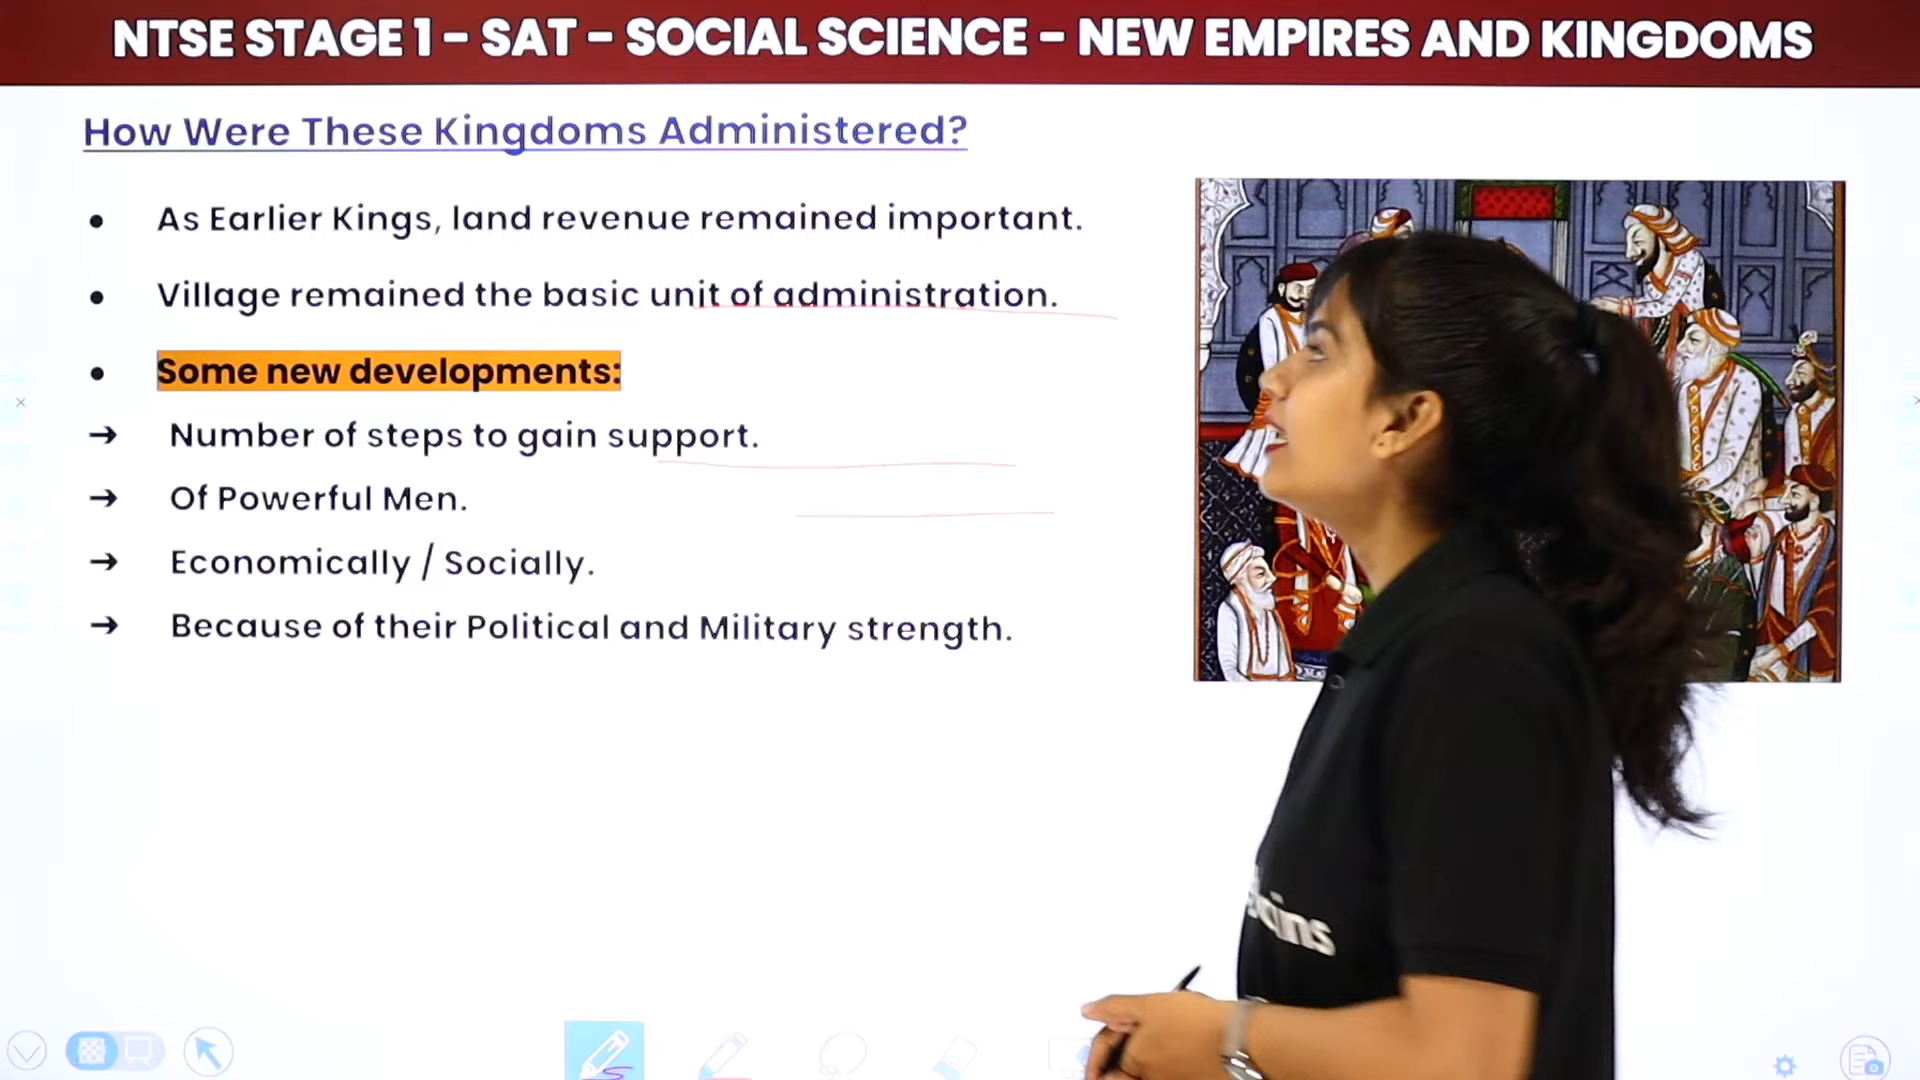 NTSE STAGE 1 – SAT – SOCIAL SCIENCE – NEW EMPIRES AND KINGDOMS
How Were These Kingdoms Administered?
• As Earlier Kings, land revenue remained important.
• Village remained the basic unit of administration.
• Some new developments:
→ Number of steps to gain support.
→ Of Powerful Men.
→ Economically / Socially.
→ Because of their Political and Military strength.